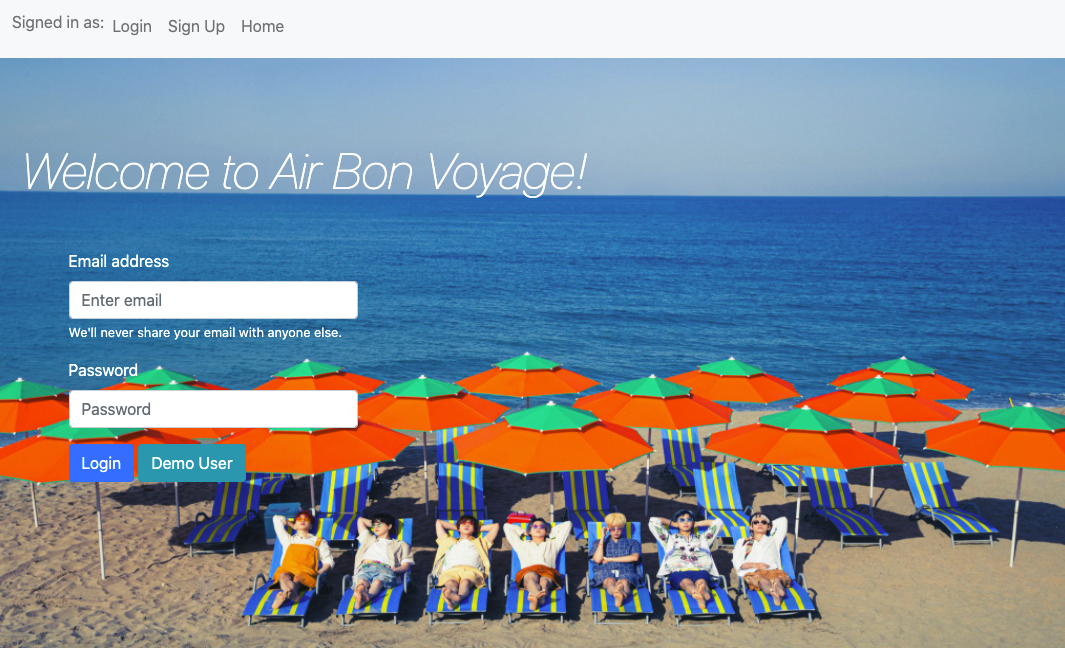 Signed in as: Login Sign Up Home
Welcome to Air Bon Voyage!
Email address
Enter email
We'll never share your email with anyone else.
Password
Password
Login Demo User